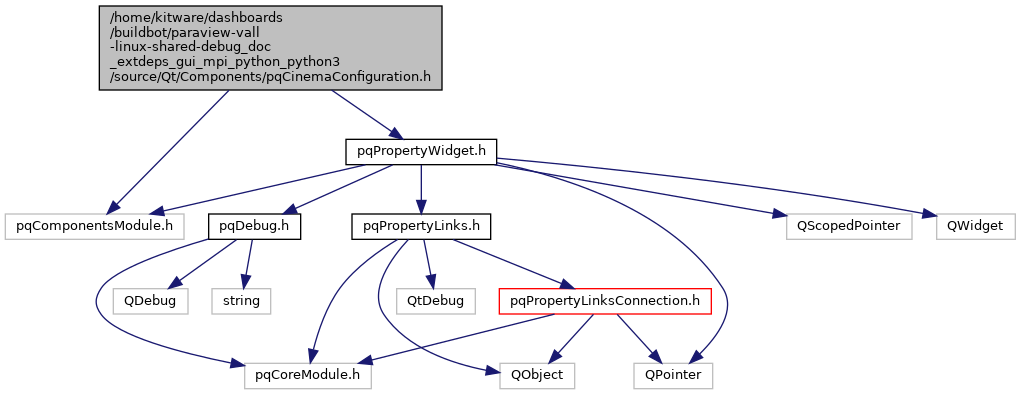 /home/kitware/dashboards
/buildbot/paraview-vall
-linux-shared-debug_doc
_extdeps_gui_mpi_python_python3
/source/Qt/Components/pqCinemaConfiguration.h
pqPropertyWidget.h
pqComponentsModule.h
pqDebug.h
pqPropertyLinks.h
QScopedPointer
QWidget
QDebug
string
QtDebug
pqPropertyLinksConnection.h
pqCoreModule.h
QObject
QPointer